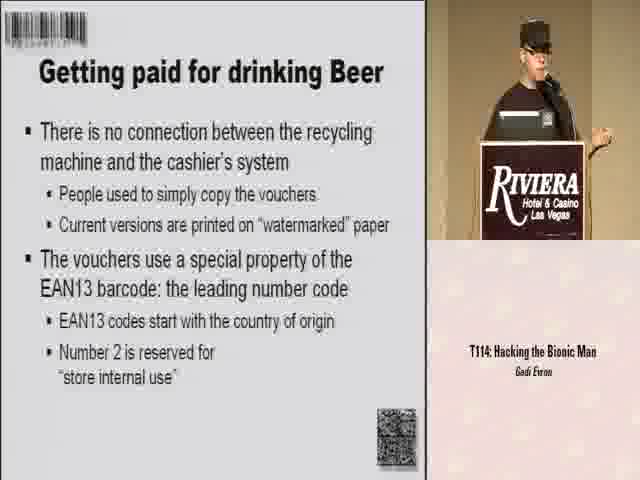 Getting paid for drinking Beer
There is no connection between the recycling
machine and the cashier's system
People used to simply copy the vouchers
Current versions are printed on "watermarked" paper
The vouchers use a special property of the
EAN13 barcode: the leading number code
EAN13 codes start with the country of origin
Number 2 is reserved for
"store internal use"
RIVIERA
Hotel & Casino
Las Vegas
T114: Hacking the Bionic Man
Gadi Evron